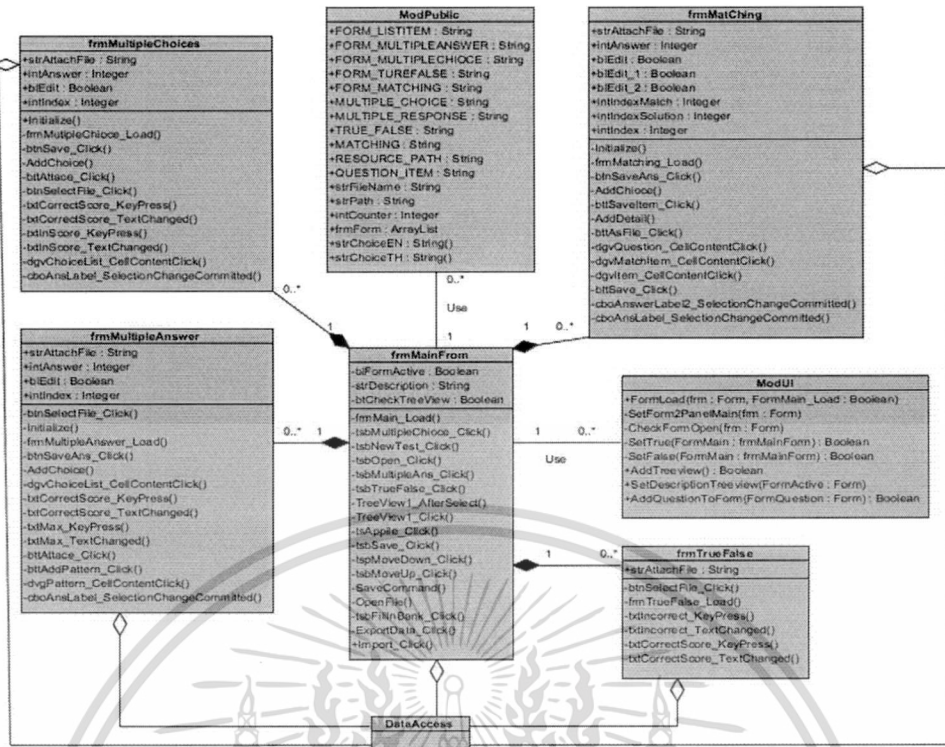 frmMultipleChoices
+strAttachFile : String
+intAnswer : Integer
+blEdit : Boolean
+intIndex : Integer
+Initialize()
-frmMutipleChioce_Load()
-btnSave_Click()
-AddChoice()
-bttAttace_Click()
-btnSelectFile_Click()
-txtCorrectScore_KeyPress()
-txtCorrectScore_TextChanged()
-txtInScore_KeyPress()
-txtInScore_TextChanged()
-dgvChoiceList_CellContentClick()
-cboAnsLabel_SelectionChangeCommitted()
ModPublic
+FORM_LISTITEM : String
+FORM_MULTIPLEANSWER : String
+FORM_MULTIPLECHIOCE : String
+FORM_TUREFALSE : String
+FORM_MATCHING : String
+MULTIPLE_CHOICE : String
+MULTIPLE_RESPONSE : String
+TRUE_FALSE : String
+MATCHING : String
+RESOURCE_PATH : String
+QUESTION_ITEM : String
+strFileName : String
+strPath : String
+intCounter : Integer
+frmForm : ArrayList
+strChoiceEN : String()
+strChoiceTH : String()
frmMatChing
+strAttachFile : String
+intAnswer : Integer
+blEdit : Boolean
+blEdit_1 : Boolean
+blEdit_2 : Boolean
+intIndexMatch : Integer
+intIndexSolution : Integer
+intIndex : Integer
-Initialize()
-frmMatching_Load()
-btnSaveAns_Click()
-AddChioce()
-bttSaveItem_Click()
-AddDetail()
-bttAsFile_Click()
-dgvQuestion_CellContentClick()
-dgvMatchItem_CellContentClick()
-dgvItem_CellContentClick()
-bttSave_Click()
-cboAnswerLabel2_SelectionChangeCommitted()
-cboAnsLabel_SelectionChangeCommitted()
0..*
1
0..*
Use
1
1
0..*
frmMultipleAnswer
+strAttachFile : String
+intAnswer : Integer
+blEdit : Boolean
+intIndex : Integer
-btnSelectFile_Click()
-Initialize()
-frmMultipleAnswer_Load()
-btnSaveAns_Click()
-AddChoice()
-dgvChoiceList_CellContentClick()
-txtCorrectScore_KeyPress()
-txtCorrectScore_TextChanged()
-txtMax_KeyPress()
-txtMax_TextChanged()
-bttAttace_Click()
-bttAddPattern_Click()
-dvgPattern_CellContentClick()
-cboAnsLabel_SelectionChangeCommitted()
0..*
1
frmMainFrom
-blFormActive : Boolean
-strDescription : String
-btCheckTreeView : Boolean
-frmMain_Load()
-tsbMultipleChioce_Click()
-tsbNewTest_Click()
-tsbOpen_Click()
-tsbMultipleAns_Click()
-tsbTrueFalse_Click()
-TreeView1_AfterSelect()
-TreeView1_Click()
-tsApplie_Click()
-tsbSave_Click()
-tspMoveDown_Click()
-tsbMoveUp_Click()
-SaveCommand()
-OpenFile()
-tsbFillInBank_Click()
-ExportData_Click()
+Import_Click()
1
0..*
Use
ModUI
+FormLoad(frm : Form, FormMain_Load : Boolean)
-SetForm2PanelMain(frm : Form)
-CheckFormOpen(frm : Form)
-SetTrue(FormMain : frmMainForm) : Boolean
-SetFalse(FormMain : frmMainForm) : Boolean
+AddTreeview() : Boolean
+SetDescriptionTreeview(FormActive : Form)
+AddQuestionToForm(FormQuestion : Form) : Boolean
1
0..*
frmTrueFalse
+strAttachFile : String
-btnSelectFile_Click()
-frmTrueFalse_Load()
-txtIncorrect_KeyPress()
-txtIncorrect_TextChanged()
-txtCorrectScore_KeyPress()
-txtCorrectScore_TextChanged()
DataAccess